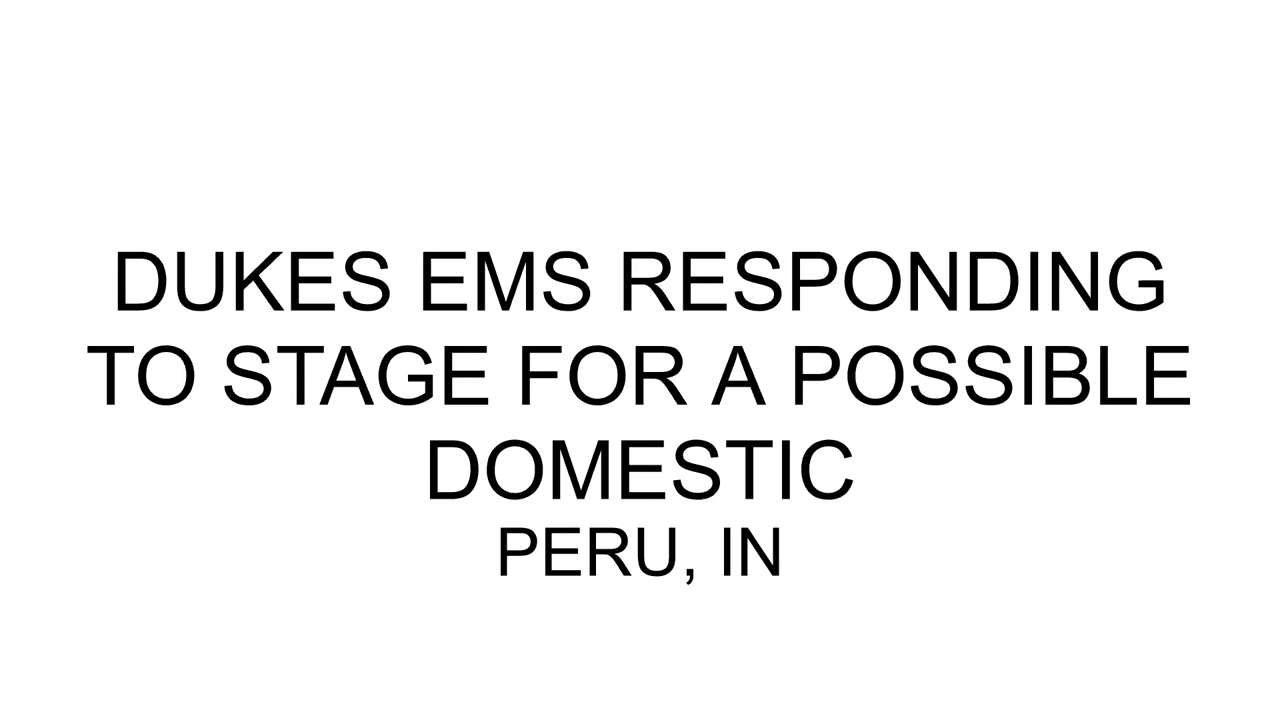 DUKES EMS RESPONDING
TO STAGE FOR A POSSIBLE
DOMESTIC
PERU, IN